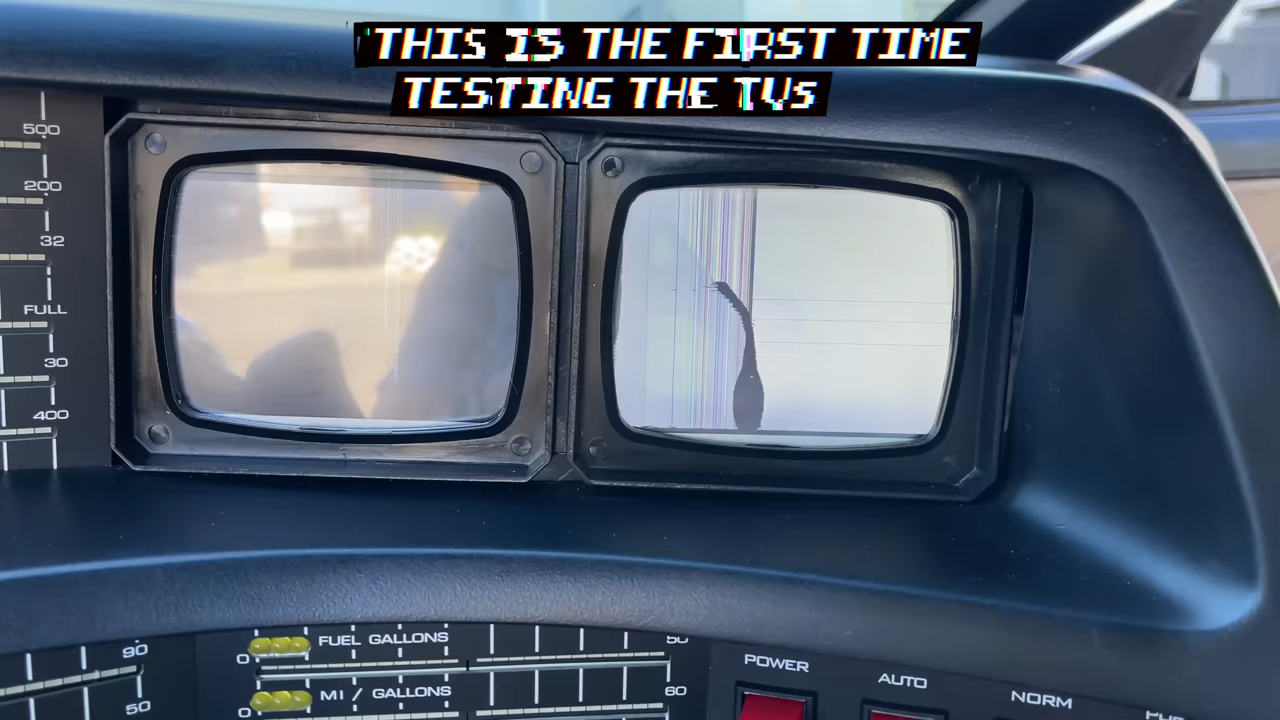 THIS IS THE FIRST TIME
TESTING THE TVs
500
200
32
FULL
30
400
90
50
0
FUEL GALLONS
50
0
MI / GALLONS
60
POWER
AUTO
NORM